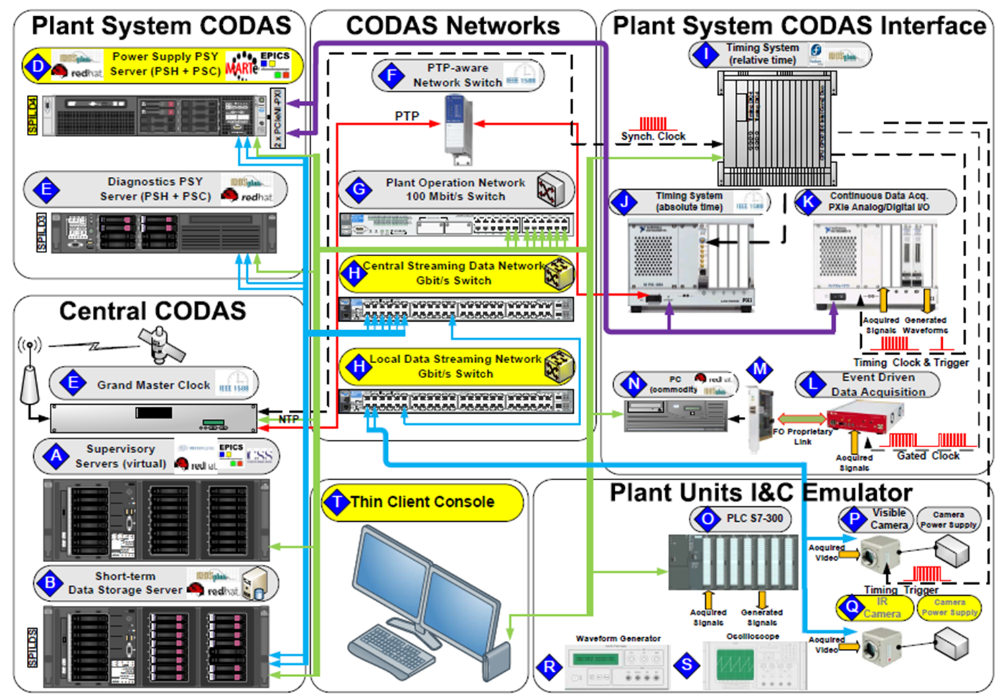 Plant System CODAS
D
Power Supply PSY
Server (PSH + PSC)
redhat.
MARTe
EPICS
SPILD4
2 x PCIeNI-PXI
E
Diagnostics PSY
Server (PSH + PSC)
redhat.
SPILD3
Central CODAS
E
Grand Master Clock
IEEE 1588
NTP
A
Supervisory
Servers (virtual)
redhat.
EPICS
CSS
B
Short-term
Data Storage Server
redhat.
SPILDS
CODAS Networks
F
PTP-aware
Network Switch
IEEE 1588
PTP
G
Plant Operation Network
100 Mbit/s Switch
H
Central Streaming Data Network
Gbit/s Switch
H
Local Data Streaming Network
Gbit/s Switch
T
Thin Client Console
Plant System CODAS Interface
I
Timing System
(relative time)
Synch. Clock
J
Timing System
(absolute time)
IEEE 1588
PXI
K
Continuous Data Acq.
PXIe Analog/Digital I/O
Acquired
Signals
Generated
Waveforms
Timing Clock & Trigger
N
PC
(commodity
redhat.
M
L
Event Driven
Data Acquisition
FO Proprietary
Link
Acquired
Signals
Gated Clock
Plant Units I&C Emulator
O
PLC S7-300
Acquired
Signals
Generated
Signals
P
Visible
Camera
Camera
Power Supply
Acquired
Video
Timing Trigger
Q
IR
Camera
Camera
Power Supply
Acquired
Video
R
Waveform Generator
S
Oscilloscope